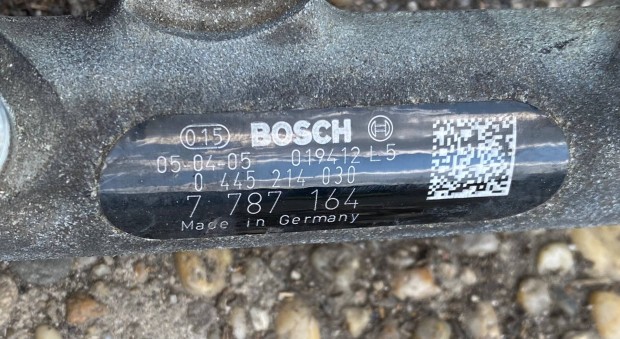 015 BOSCH
05-04-05 019412 L5
0 445 214 030
7 787 164
Made in Germany